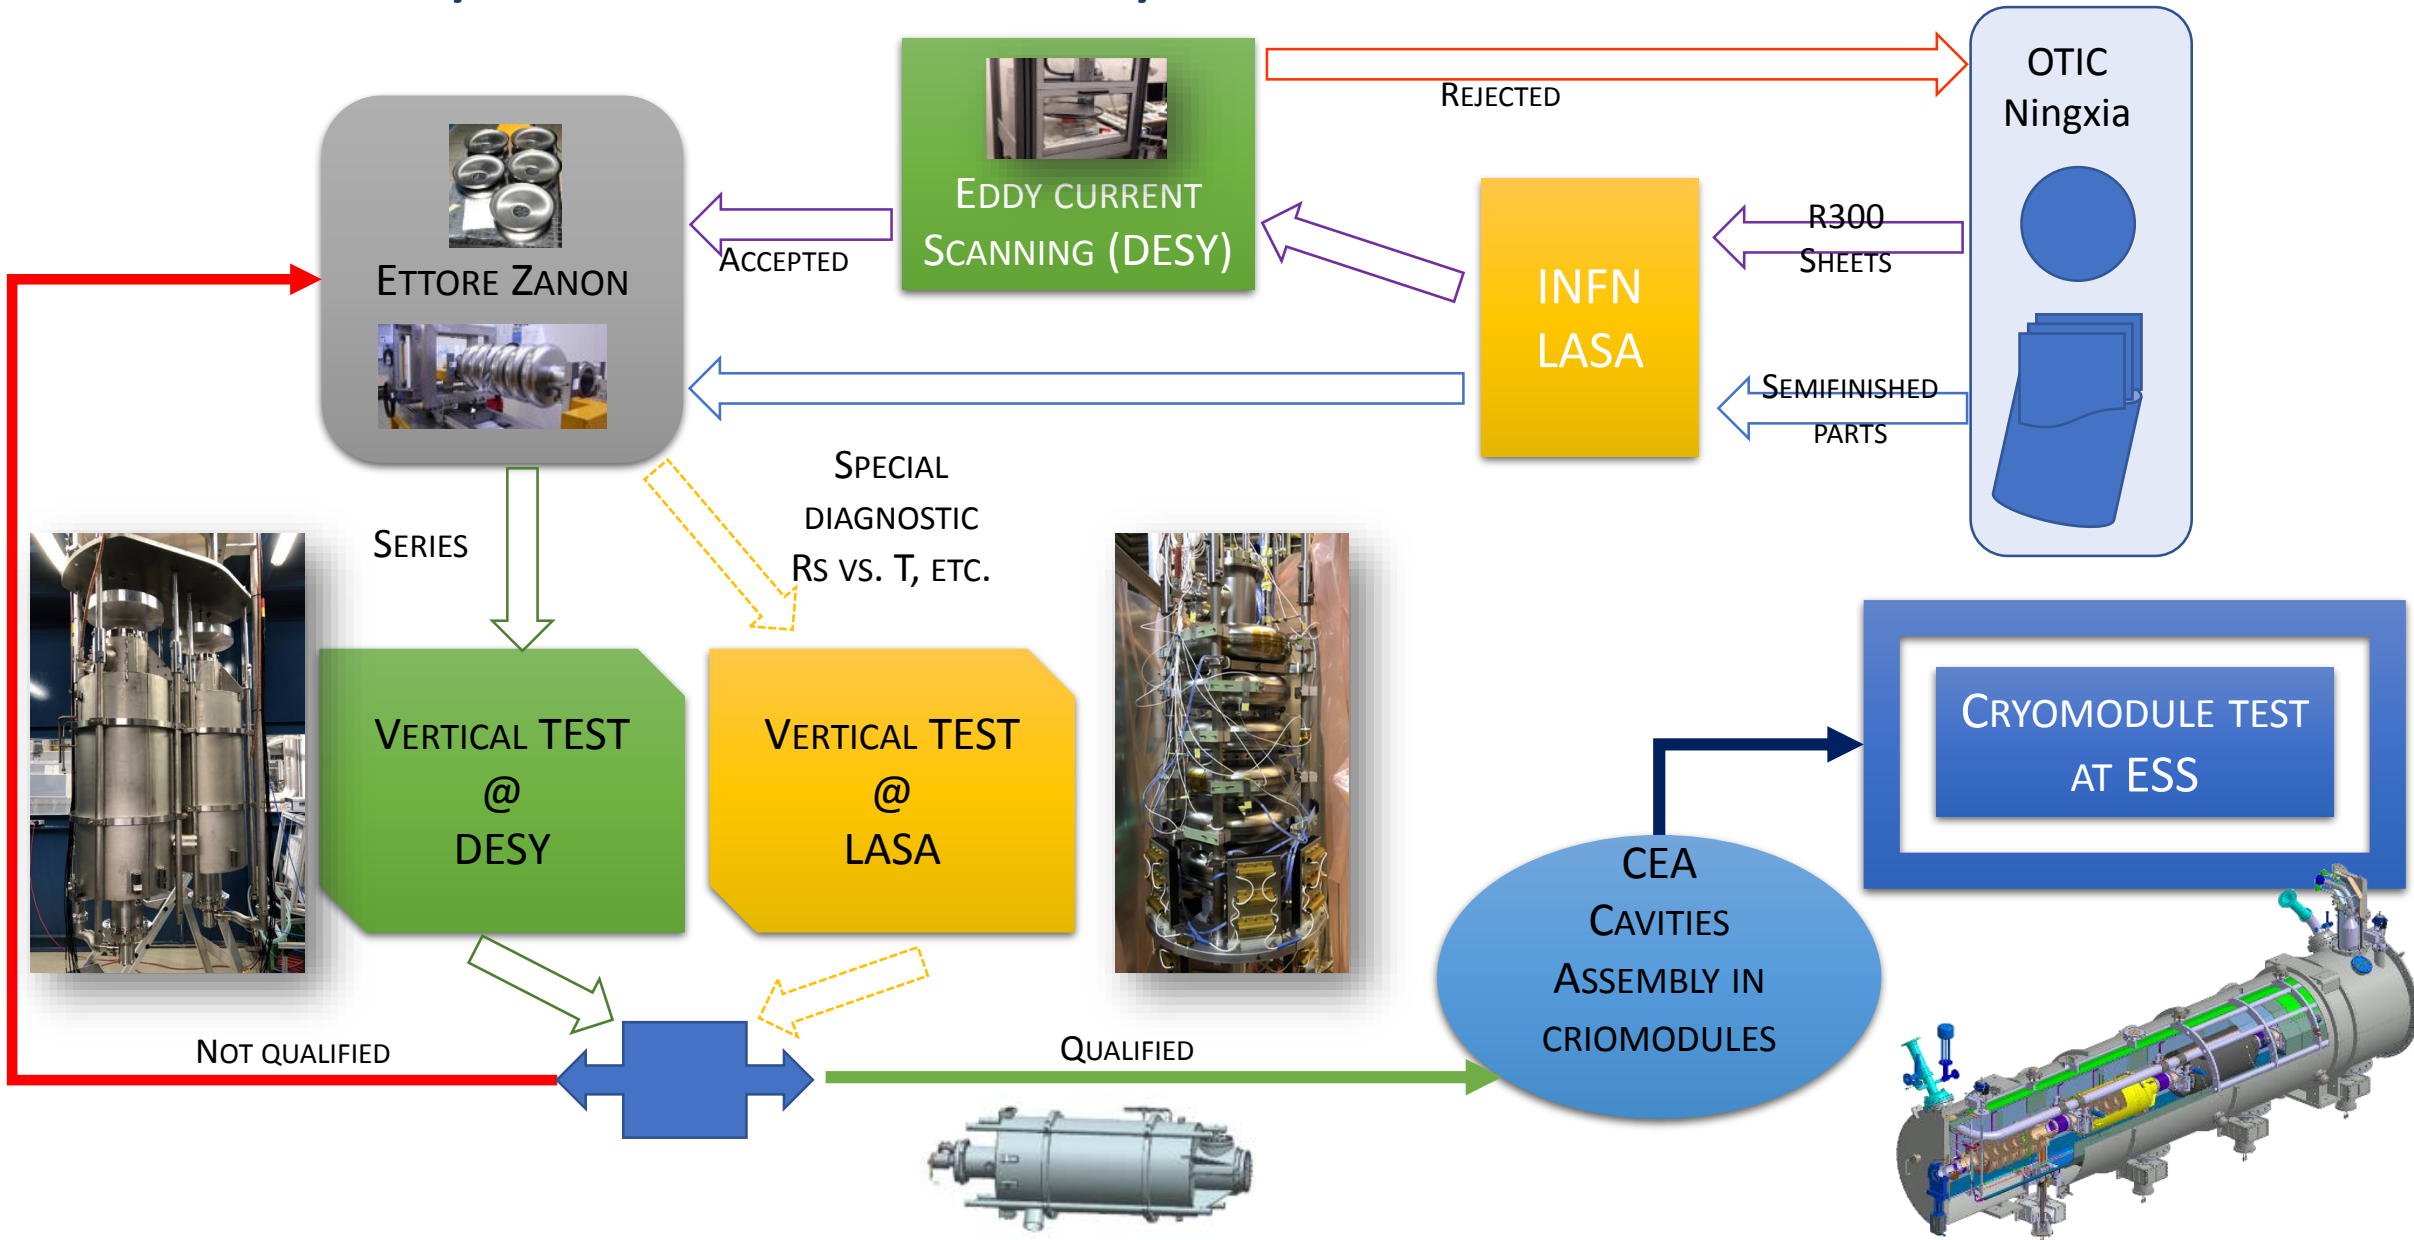 REJECTED
OTIC
Ningxia
EDDY CURRENT
SCANNING (DESY)
ACCEPTED
ETTORE ZANON
INFN
LASA
R300
SHEETS
SEMIFINISHED
PARTS
SERIES
SPECIAL
DIAGNOSTIC
RS VS. T, ETC.
VERTICAL TEST
@
DESY
VERTICAL TEST
@
LASA
CRYOMODULE TEST
AT ESS
CEA
CAVITIES
ASSEMBLY IN
CRIOMODULES
NOT QUALIFIED
QUALIFIED